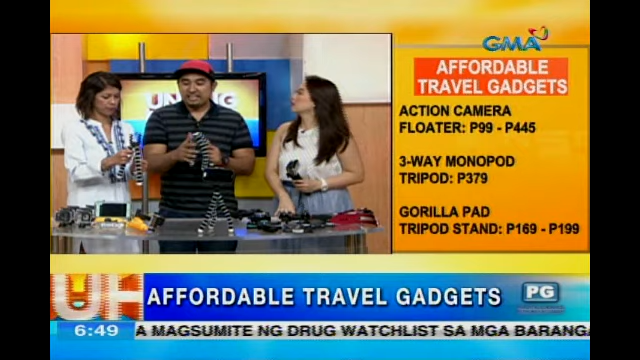 GMA
AFFORDABLE
TRAVEL GADGETS
ACTION CAMERA
FLOATER: P99 - P445
3-WAY MONOPOD
TRIPOD: P379
GORILLA PAD
TRIPOD STAND: P169 - P199
UH AFFORDABLE TRAVEL GADGETS
PG
6:49 A MAGSUMITE NG DRUG WATCHLIST SA MGA BARANGA